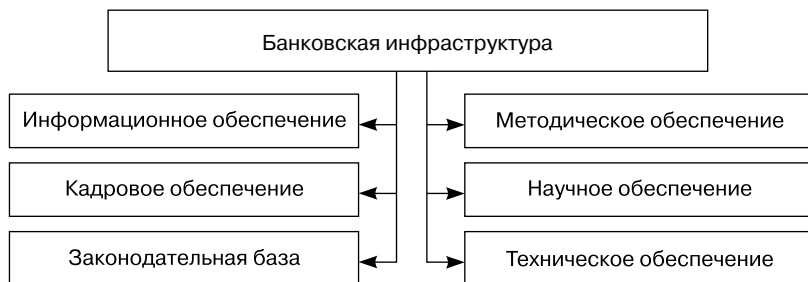 Банковская инфраструктура
Информационное обеспечение
Методическое обеспечение
Кадровое обеспечение
Научное обеспечение
Законодательная база
Техническое обеспечение